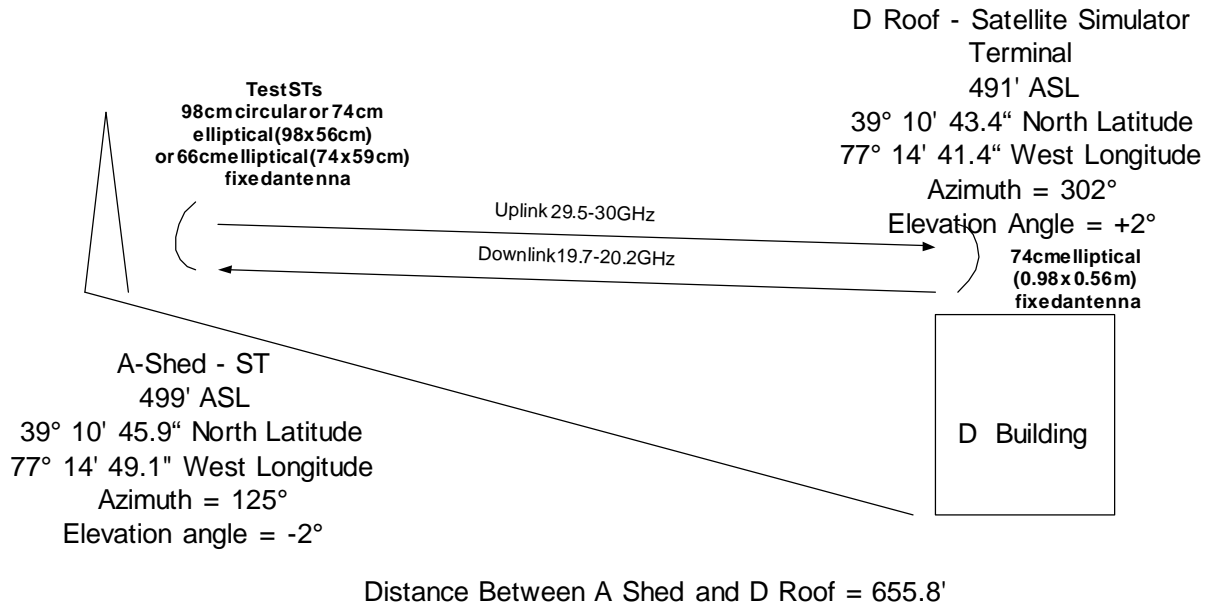 D Roof - Satellite Simulator
Terminal
491' ASL
39° 10' 43.4“ North Latitude
77° 14' 41.4“ West Longitude
Azimuth = 302°
Elevation Angle = +2°
74cm elliptical
(0.98 x 0.56m)
fixed antenna
Test STs
98cm circular or 74cm
elliptical (98x56cm)
or 66cm elliptical (74x59cm)
fixed antenna
Uplink 29.5-30GHz
Downlink 19.7-20.2GHz
A-Shed - ST
499' ASL
39° 10' 45.9“ North Latitude
77° 14' 49.1" West Longitude
Azimuth = 125°
Elevation angle = -2°
D Building
Distance Between A Shed and D Roof = 655.8'